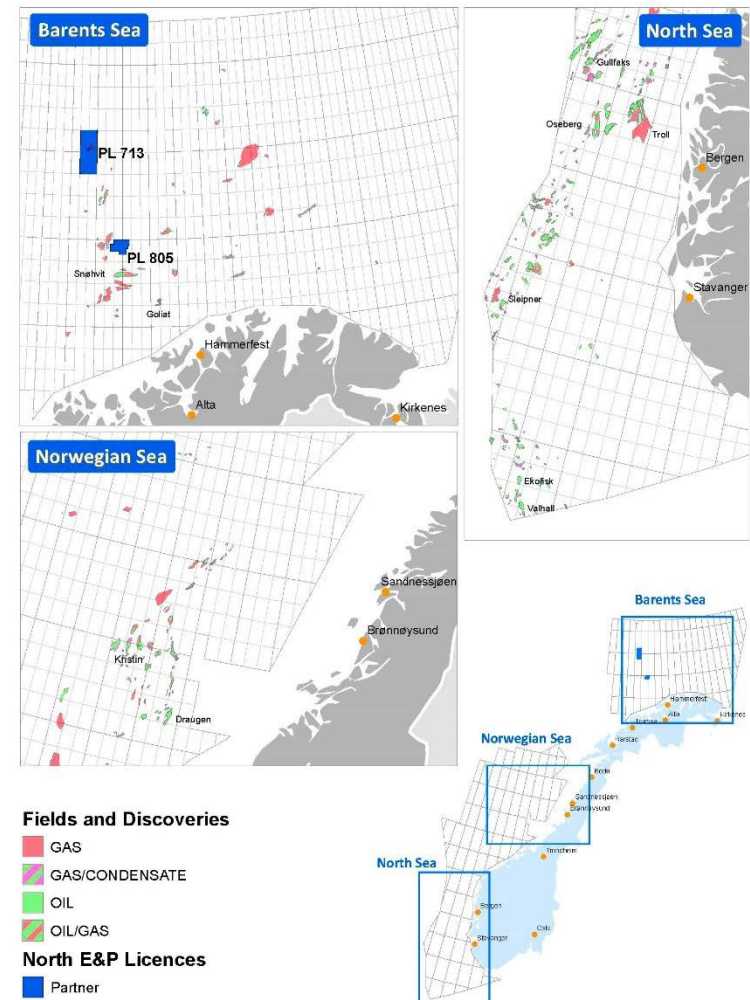 Barents Sea
PL 713
PL 805
Snøhvit
Goliat
Hammerfest
Alta
Kirkenes
North Sea
Gullfaks
Oseberg
Troll
Bergen
Stavanger
Sleipner
Ekofisk
Valhall
Norwegian Sea
Sandnessjøen
Brønnøysund
Kristin
Draugen
Barents Sea
Hammerfest
Alta
Kirkenes
Tromsø
Harstad
Norwegian Sea
Bodø
Sandnessjøen
Brønnøysund
Trondheim
North Sea
Bergen
Oslo
Stavanger
Fields and Discoveries
GAS
GAS/CONDENSATE
OIL
OIL/GAS
North E&P Licences
Partner